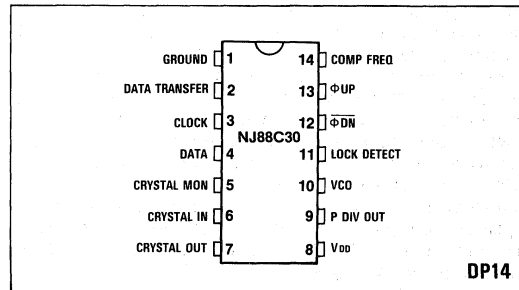 GROUND 1 14 COMP FREQ
DATA TRANSFER 2 13 ΦUP
CLOCK 3 12 Φ̅D̅N̅
NJ88C30
DATA 4 11 LOCK DETECT
CRYSTAL MON 5 10 VCO
CRYSTAL IN 6 9 P DIV OUT
CRYSTAL OUT 7 8 VDD
DP14